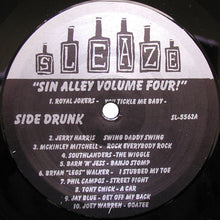 SLEAZE
"SIN ALLEY VOLUME FOUR!"
1. ROYAL JOKERS - YOU TICKLE ME BABY-
SIDE DRUNK
SL-5562A
2. JERRY HARRIS SWING DADDY SWING
3. MCKINLEY MITCHELL - ROCK EVERYBODY ROCK
4. SOUTHLANDERS - THE WIGGLE
5. BARN 'N' JESS - BANJO STOMP
6. BRYAN "LEGS" WALKER - I STUBBED MY TOE
7. PHIL CAMPOS - STREET FIGHT
8. TONY CHICK - A CAR
9. JAY BLUE - GET OFF MY BACK
10. JOEY WARREN - GOATEE